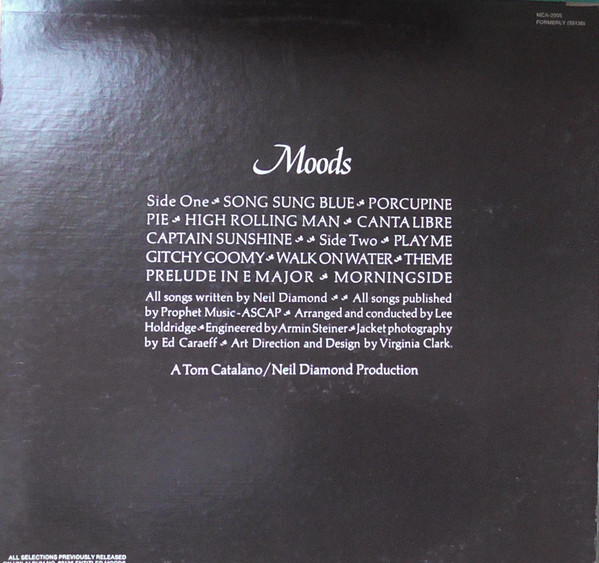 MCA-2005
FORMERLY (93136)
Moods
Side One SONG SUNG BLUE PORCUPINE
PIE HIGH ROLLING MAN CANTA LIBRE
CAPTAIN SUNSHINE Side Two PLAY ME
GITCHY GOOMY WALK ON WATER THEME
PRELUDE IN E MAJOR MORNINGSIDE
All songs written by Neil Diamond All songs published
by Prophet Music-ASCAP Arranged and conducted by Lee
Holdridge Engineered by Armin Steiner Jacket photography
by Ed Caraeff Art Direction and Design by Virginia Clark.
A Tom Catalano/Neil Diamond Production
ALL SELECTIONS PREVIOUSLY RELEASED
ENTITLED MOODS